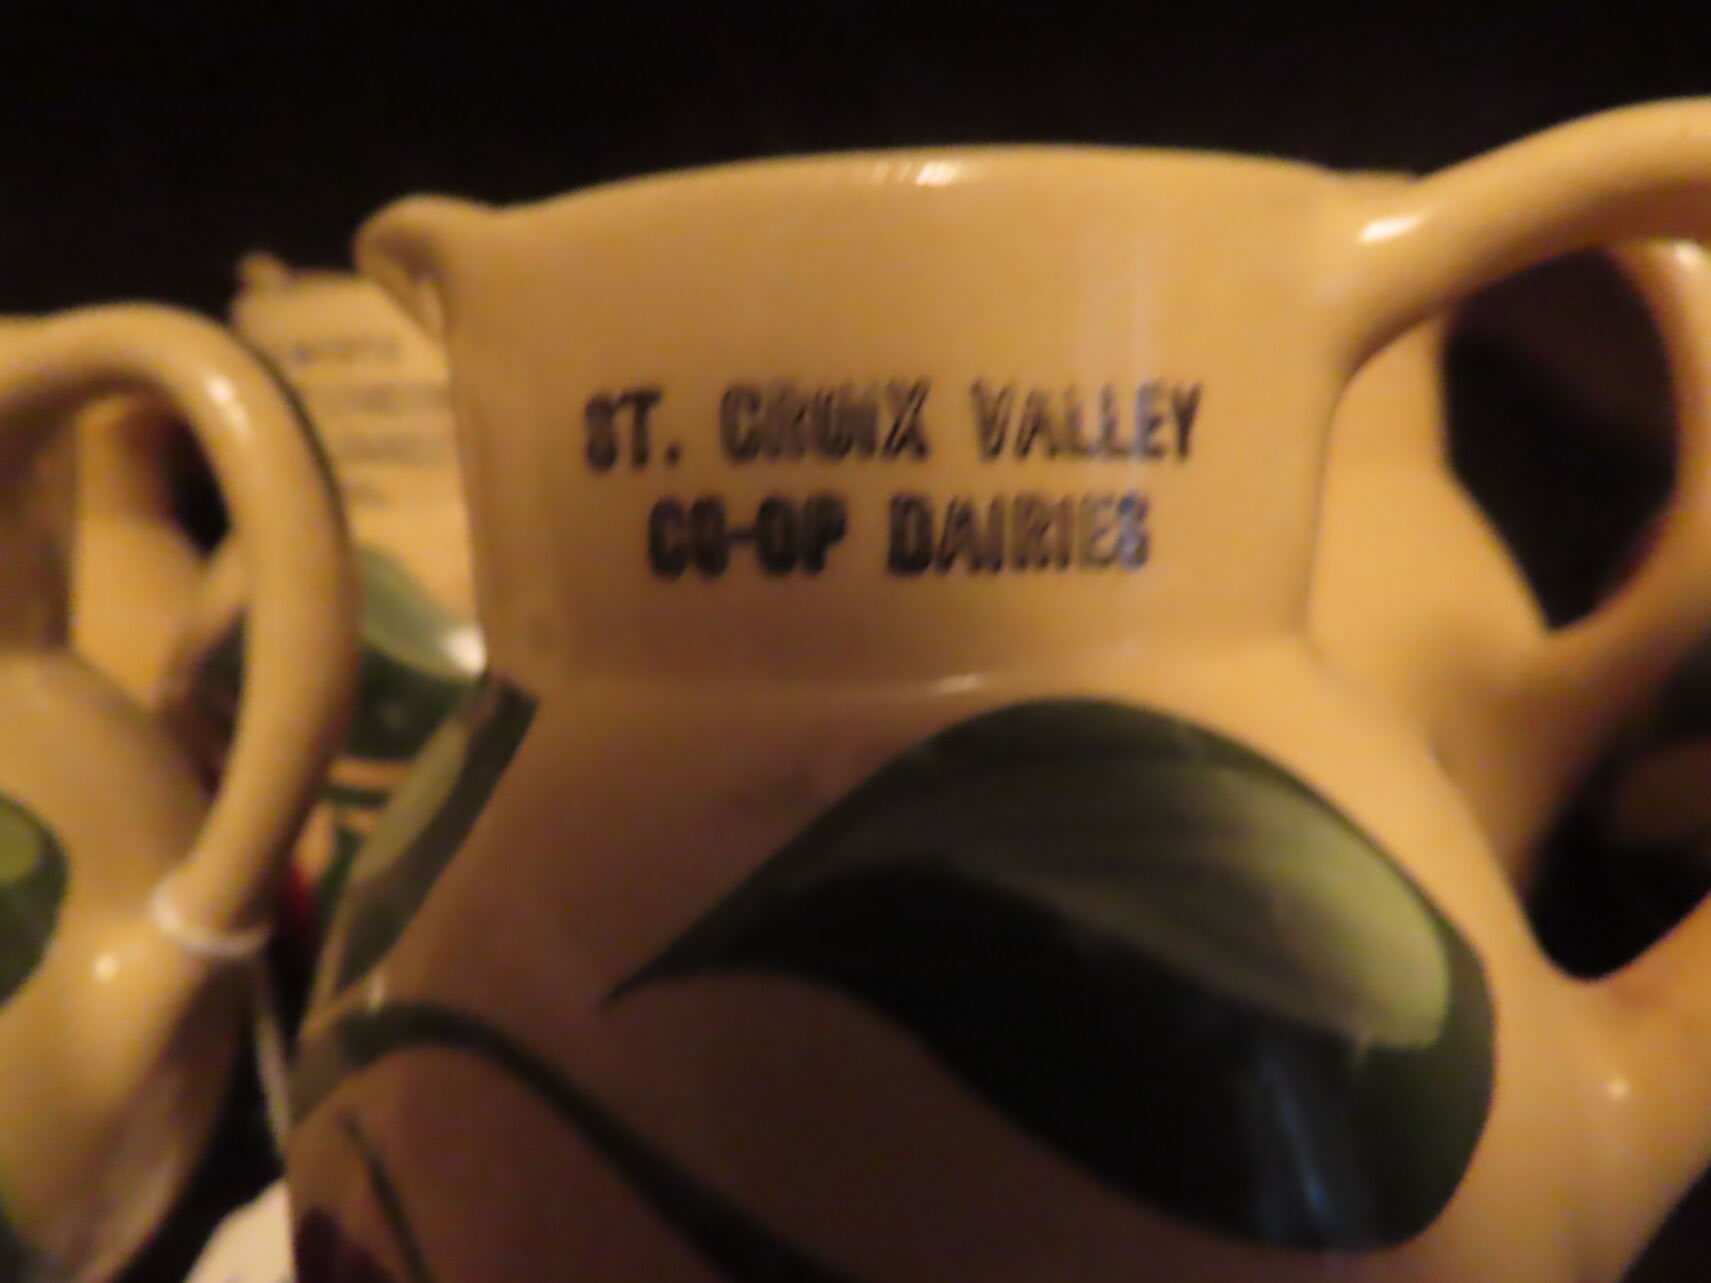 ST. CROIX VALLEY
CO-OP DAIRIES